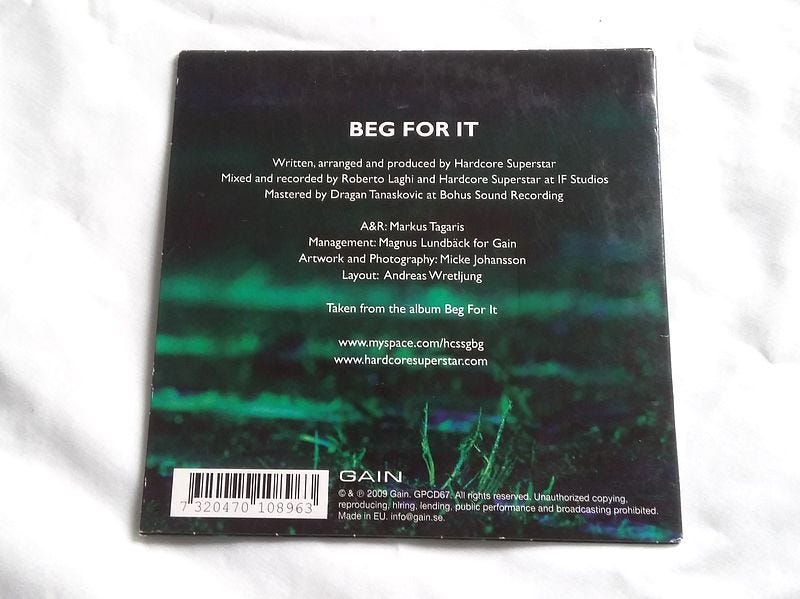 BEG FOR IT
Written, arranged and produced by Hardcore Superstar
Mixed and recorded by Roberto Laghi and Hardcore Superstar at IF Studios
Mastered by Dragan Tanaskovic at Bohus Sound Recording
A&R: Markus Tagaris
Management: Magnus Lundbäck for Gain
Artwork and Photography: Micke Johansson
Layout: Andreas Wretljung
Taken from the album Beg For It
www.myspace.com/hcssgbg
www.hardcoresuperstar.com
GAIN
© & ℗ 2009 Gain. GPCD67. All rights reserved. Unauthorized copying,
reproducing, hiring, lending, public performance and broadcasting prohibited.
Made in EU. info@gain.se.
7 320470 108963